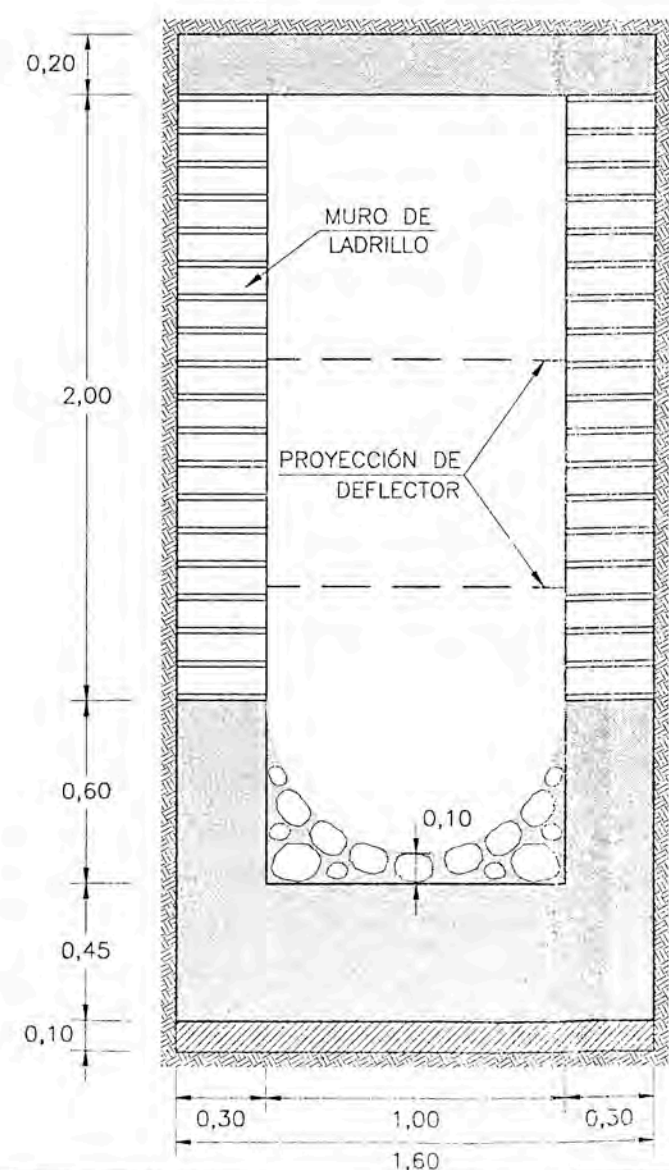 0,20
MURO DE
LADRILLO
2,00
PROYECCIÓN DE
DEFLECTOR
0,60
0,10
0,45
0,10
0,30
1,00
0,30
1,60